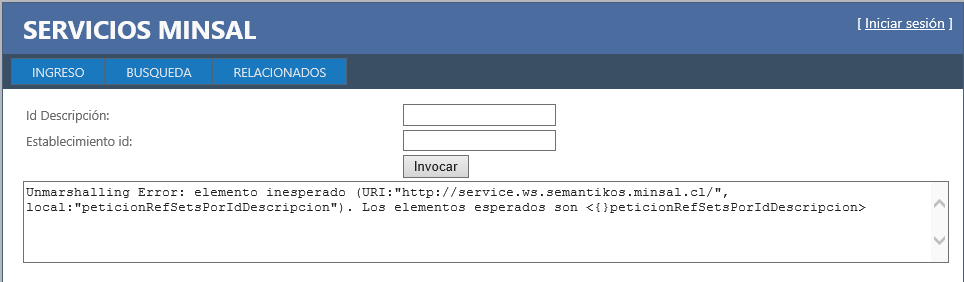 SERVICIOS MINSAL
[ Iniciar sesión ]
INGRESO BUSQUEDA RELACIONADOS
Id Descripción:
Establecimiento id:
Invocar
Unmarshalling Error: elemento inesperado (URI:"http://service.ws.semantikos.minsal.cl/",
local:"peticionRefSetsPorIdDescripcion"). Los elementos esperados son <{}peticionRefSetsPorIdDescripcion>